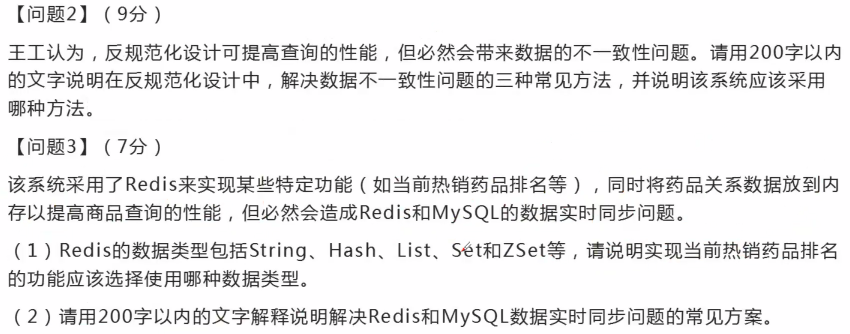 【问题2】（9分）
王工认为，反规范化设计可提高查询的性能，但必然会带来数据的不一致性问题。请用200字以内
的文字说明在反规范化设计中，解决数据不一致性问题的三种常见方法，并说明该系统应该采用
哪种方法。
【问题3】（7分）
该系统采用了Redis来实现某些特定功能（如当前热销药品排名等），同时将药品关系数据放到内
存以提高商品查询的性能，但必然会造成Redis和MySQL的数据实时同步问题。
（1）Redis的数据类型包括String、Hash、List、Set和ZSet等，请说明实现当前热销药品排名
的功能应该选择使用哪种数据类型。
（2）请用200字以内的文字解释说明解决Redis和MySQL数据实时同步问题的常见方案。